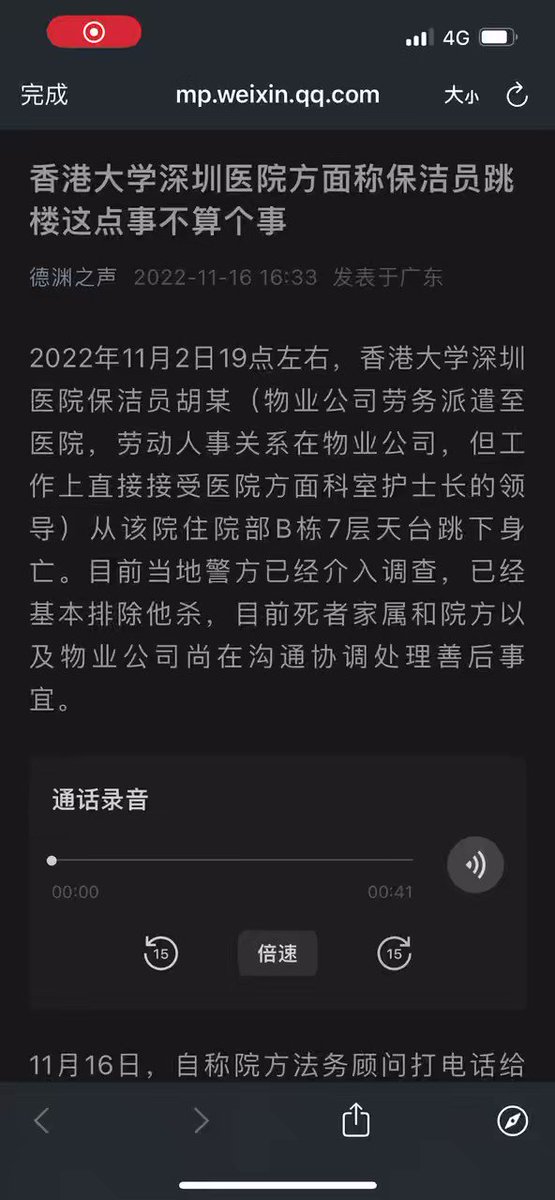 4G
完成
mp.weixin.qq.com
大小
香港大学深圳医院方面称保洁员跳
楼这点事不算个事
德渊之声 2022-11-16 16:33 发表于广东
2022年11月2日19点左右，香港大学深圳
医院保洁员胡某（物业公司劳务派遣至
医院，劳动人事关系在物业公司，但工
作上直接接受医院方面科室护士长的领
导）从该院住院部B栋7层天台跳下身
亡。目前当地警方已经介入调查，已经
基本排除他杀，目前死者家属和院方以
及物业公司尚在沟通协调处理善后事
宜。
通话录音
00:00
00:41
15
倍速
15
11月16日，自称院方法务顾问打电话给